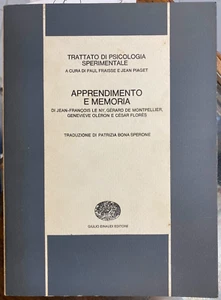 TRATTATO DI PSICOLOGIA
SPERIMENTALE
A CURA DI PAUL FRAISSE E JEAN PIAGET
APPRENDIMENTO
E MEMORIA
DI JEAN-FRANÇOIS LE NY, GÉRARD DE MONTPELLIER,
GENEVIÈVE OLÉRON E CÉSAR FLORÈS
TRADUZIONE DI PATRIZIA BONA SPERONE
GIULIO EINAUDI EDITORE